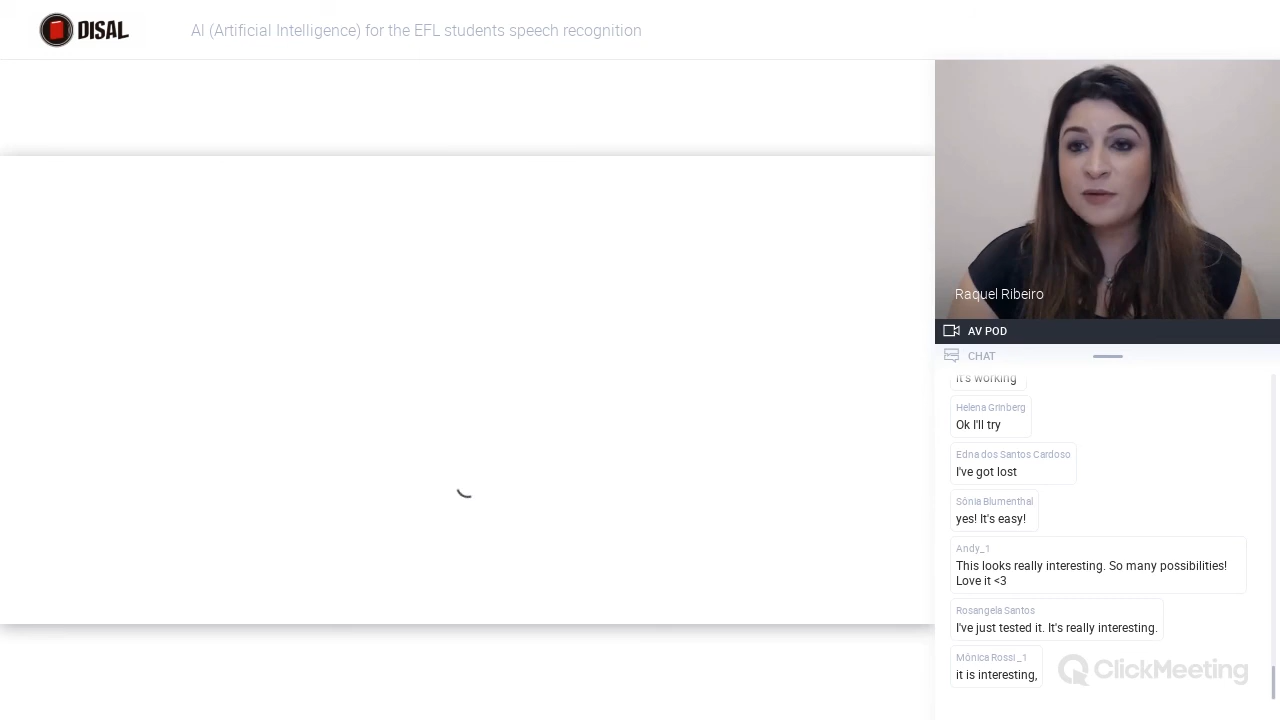 DISAL
AI (Artificial Intelligence) for the EFL students speech recognition
Raquel Ribeiro
AV POD
CHAT
it's working
Helena Grinberg
Ok I'll try
Edna dos Santos Cardoso
I've got lost
Sônia Blumenthal
yes! It's easy!
Andy_1
This looks really interesting. So many possibilities!
Love it <3
Rosangela Santos
I've just tested it. It's really interesting.
Mônica Rossi_1
it is interesting,
ClickMeeting